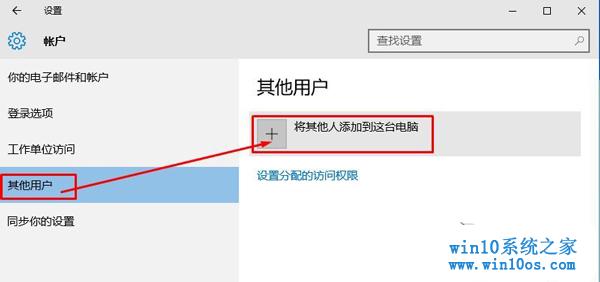 设置
帐户
查找设置
你的电子邮件和帐户
登录选项
工作单位访问
其他用户
同步你的设置
其他用户
将其他人添加到这台电脑
设置分配的访问权限
win10系统之家
www.win10os.com